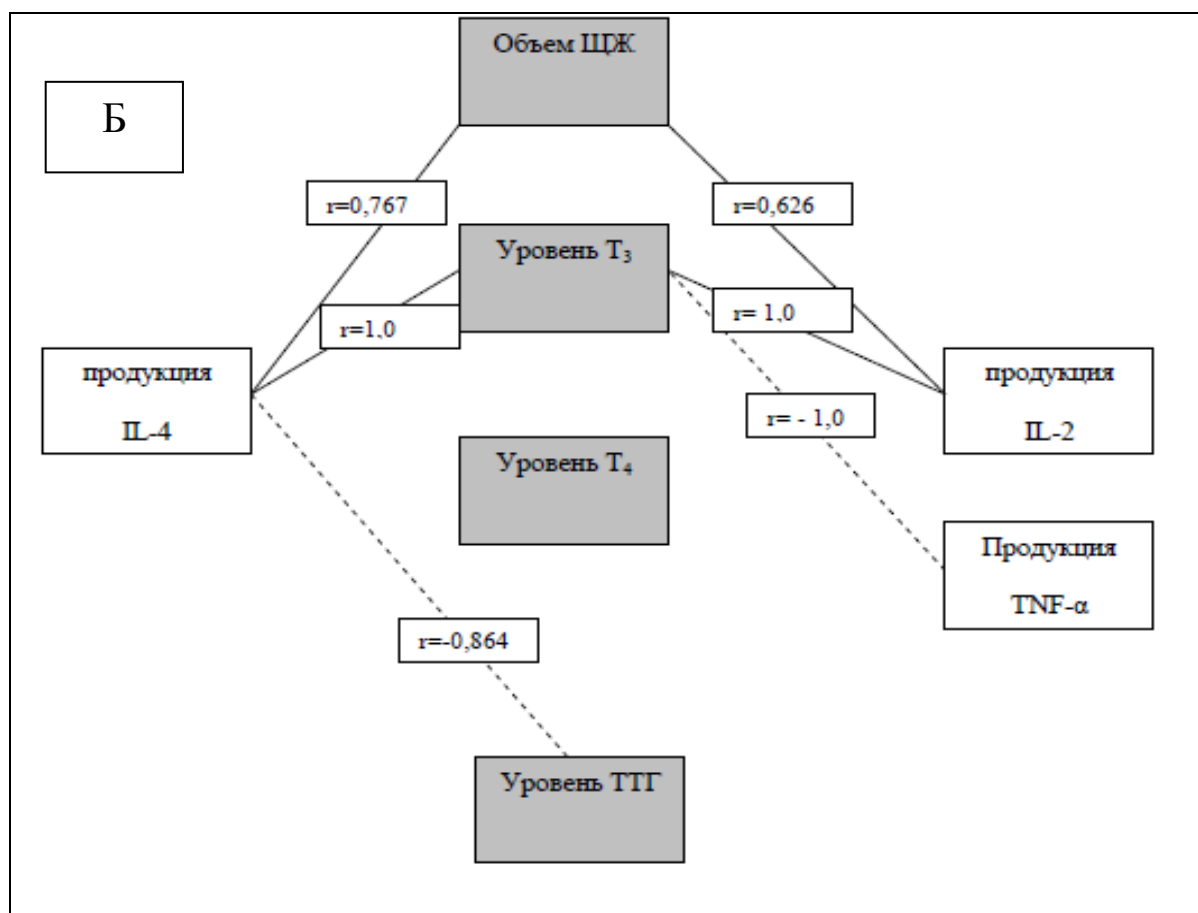 Объем ЩЖ
Б
r=0,767
r=0,626
Уровень Т₃
r=1,0
r= 1,0
продукция
IL-4
продукция
IL-2
r= - 1,0
Уровень Т₄
Продукция
TNF-α
r=-0,864
Уровень ТТГ